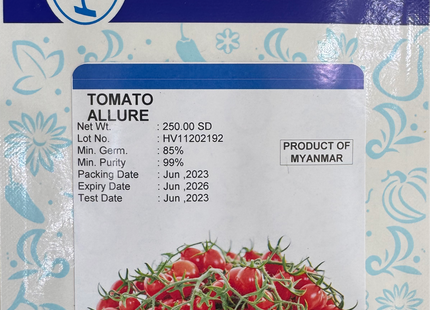 TOMATO
ALLURE
Net Wt. : 250.00 SD
Lot No. : HV11202192
Min. Germ. : 85%
Min. Purity : 99%
Packing Date : Jun ,2023
Expiry Date : Jun ,2026
Test Date : Jun ,2023
PRODUCT OF
MYANMAR